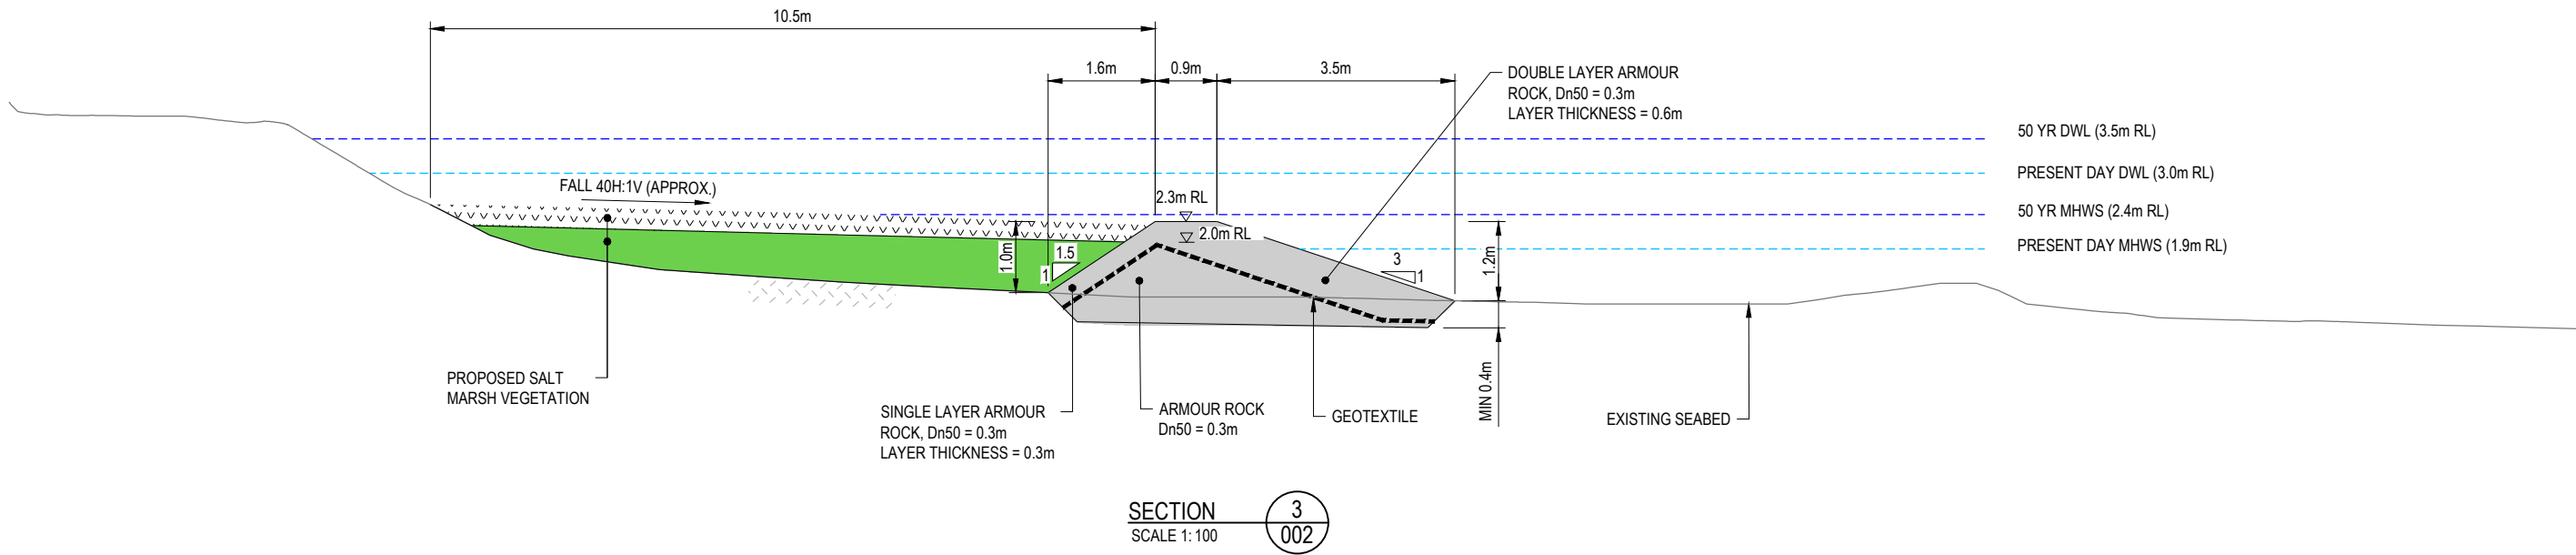 10.5m
1.6m
0.9m
3.5m
DOUBLE LAYER ARMOUR
ROCK, Dn50 = 0.3m
LAYER THICKNESS = 0.6m
50 YR DWL (3.5m RL)
PRESENT DAY DWL (3.0m RL)
FALL 40H:1V (APPROX.)
2.3m RL
50 YR MHWS (2.4m RL)
2.0m RL
PRESENT DAY MHWS (1.9m RL)
1.0m
1.5
1
3
1
1.2m
MIN 0.4m
PROPOSED SALT
MARSH VEGETATION
SINGLE LAYER ARMOUR
ROCK, Dn50 = 0.3m
LAYER THICKNESS = 0.3m
ARMOUR ROCK
Dn50 = 0.3m
GEOTEXTILE
EXISTING SEABED
SECTION
SCALE 1: 100
3
002